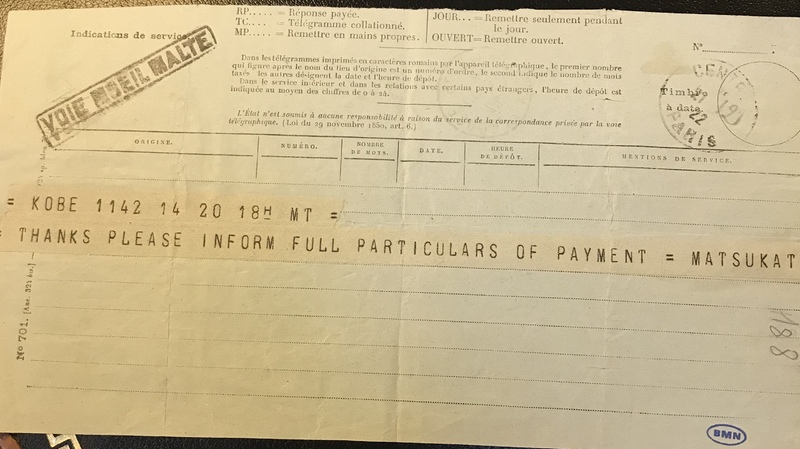 RP..... = Réponse payée.
TC.... = Télégramme collationné.
MP..... = Remettre en mains propres.
JOUR... = Remettre seulement pendant
le jour.
OUVERT = Remettre ouvert.
Indications de service
VOIE MOEIL MALTE
N°
Dans les télégrammes imprimés en caractères romains par l'appareil télégraphique, le premier nombre
qui figure après le nom du lieu d'origine est un numéro d'ordre, le second indique le nombre de mots
taxés, les autres désignent la date et l'heure de dépôt.
Dans le service intérieur et dans les relations avec certains pays étrangers, l'heure de dépôt est
indiquée au moyen des chiffres de 0 à 24.
Timbre
à date.
PARIS
22
L'État n'est soumis à aucune responsabilité à raison du service de la correspondance privée par la voie
télégraphique. (Loi du 29 novembre 1850, art. 6.)
ORIGINE.
NUMÉRO.
NOMBRE
DE MOTS.
DATE.
HEURE
DE DÉPÔT.
MENTIONS DE SERVICE.
= KOBE 1142 14 20 18H MT =
= THANKS PLEASE INFORM FULL PARTICULARS OF PAYMENT = MATSUKAT
N° 701.
188
BMN